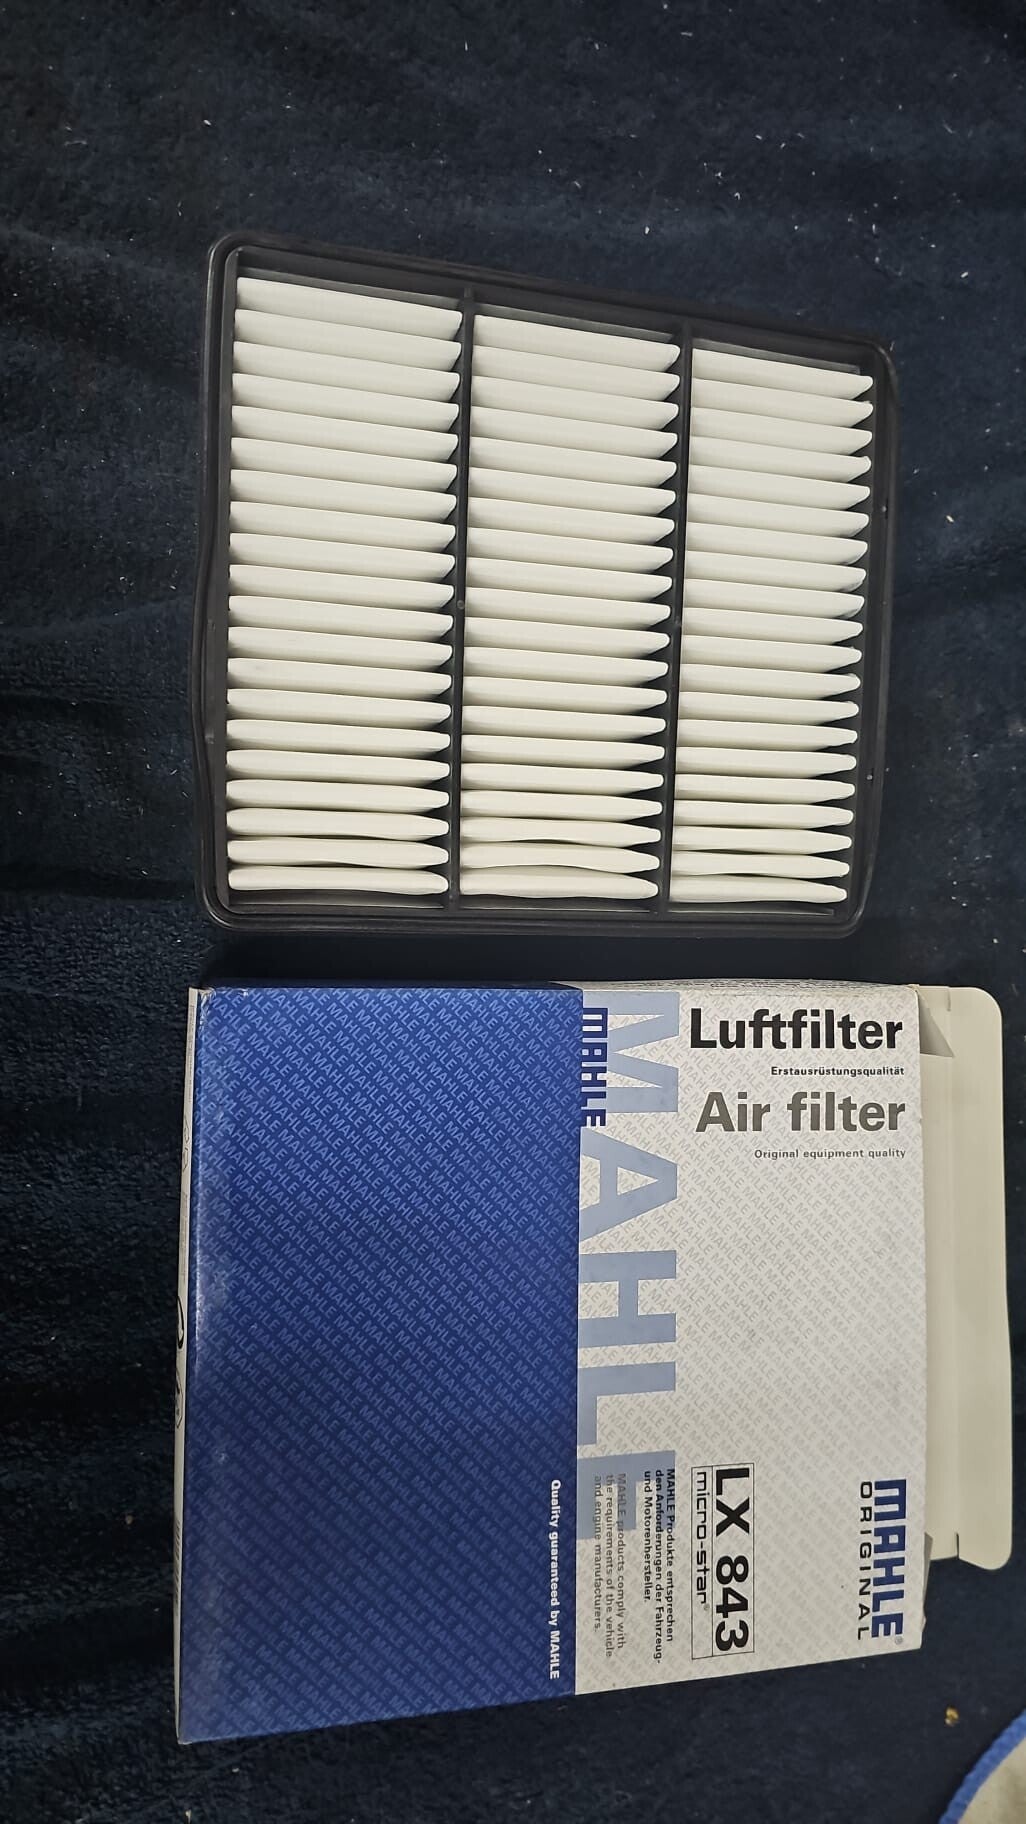 Luftfilter
Erstausrüstungsqualität
Air filter
Original equipment quality
MAHLE
MAHLE
MAHLE®
ORIGINAL
LX 843
micro-star®
MAHLE Produkte entsprechen
den Anforderungen der Fahrzeug-
und Motorenhersteller.
MAHLE products comply with
the requirements of the vehicle
and engine manufacturers.
Quality guaranteed by MAHLE